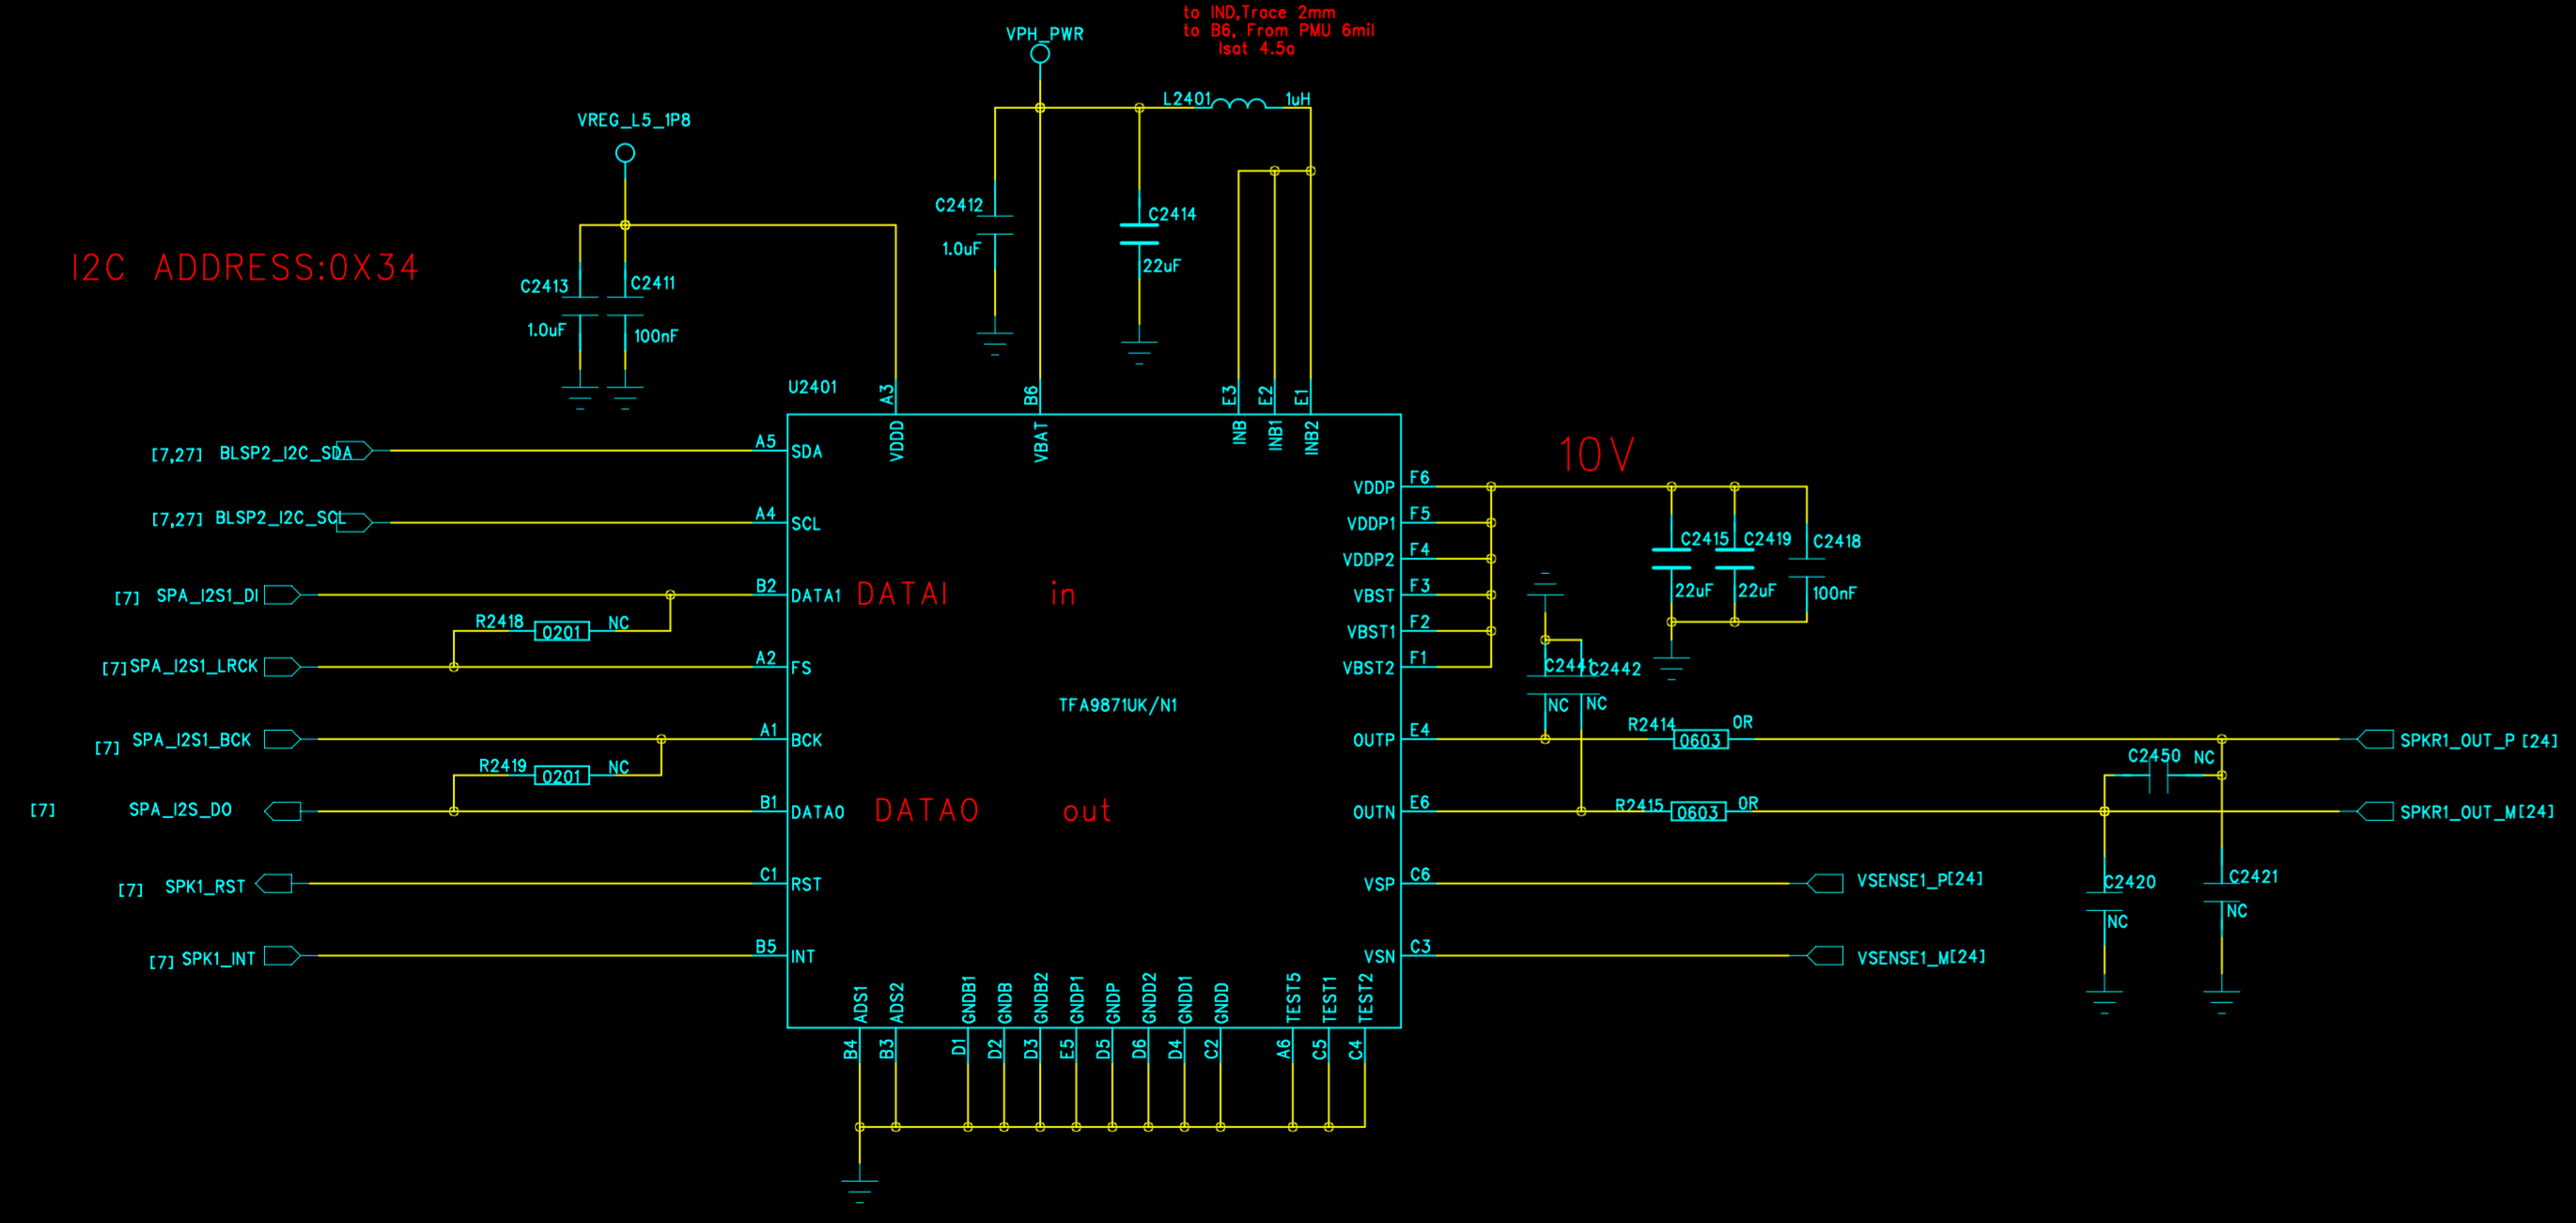 to IND,Trace 2mm
to B6, From PMU 6mil
Isat 4.5a
VPH_PWR
L2401 1uH
VREG_L5_1P8
C2412
1.0uF
C2414
22uF
I2C ADDRESS:0X34
C2413
1.0uF
C2411
100nF
U2401
A3
B6
E3
E2
E1
VDDD
VBAT
INB
INB1
INB2
[7,27] BLSP2_I2C_SDA A5 SDA
[7,27] BLSP2_I2C_SCL A4 SCL
[7] SPA_I2S1_DI B2 DATA1 DATAI in
R2418 0201 NC
[7] SPA_I2S1_LRCK A2 FS
[7] SPA_I2S1_BCK A1 BCK
R2419 0201 NC
[7] SPA_I2S_DO B1 DATAO DATAO out
[7] SPK1_RST C1 RST
[7] SPK1_INT B5 INT
TFA9871UK/N1
10V
VDDP F6
VDDP1 F5
VDDP2 F4
VBST F3
VBST1 F2
VBST2 F1
C2415
22uF
C2419
22uF
C2418
100nF
C2441
NC
C2442
NC
OUTP E4 R2414 0603 0R SPKR1_OUT_P [24]
C2450 NC
OUTN E6 R2415 0603 0R SPKR1_OUT_M[24]
VSP C6 VSENSE1_P[24]
VSN C3 VSENSE1_M[24]
C2420
NC
C2421
NC
ADS1
ADS2
GNDB1
GNDB
GNDB2
GNDP1
GNDP
GNDD2
GNDD1
GNDD
TEST5
TEST1
TEST2
B4
B3
D1
D2
D3
E5
D5
D6
D4
C2
A6
C5
C4